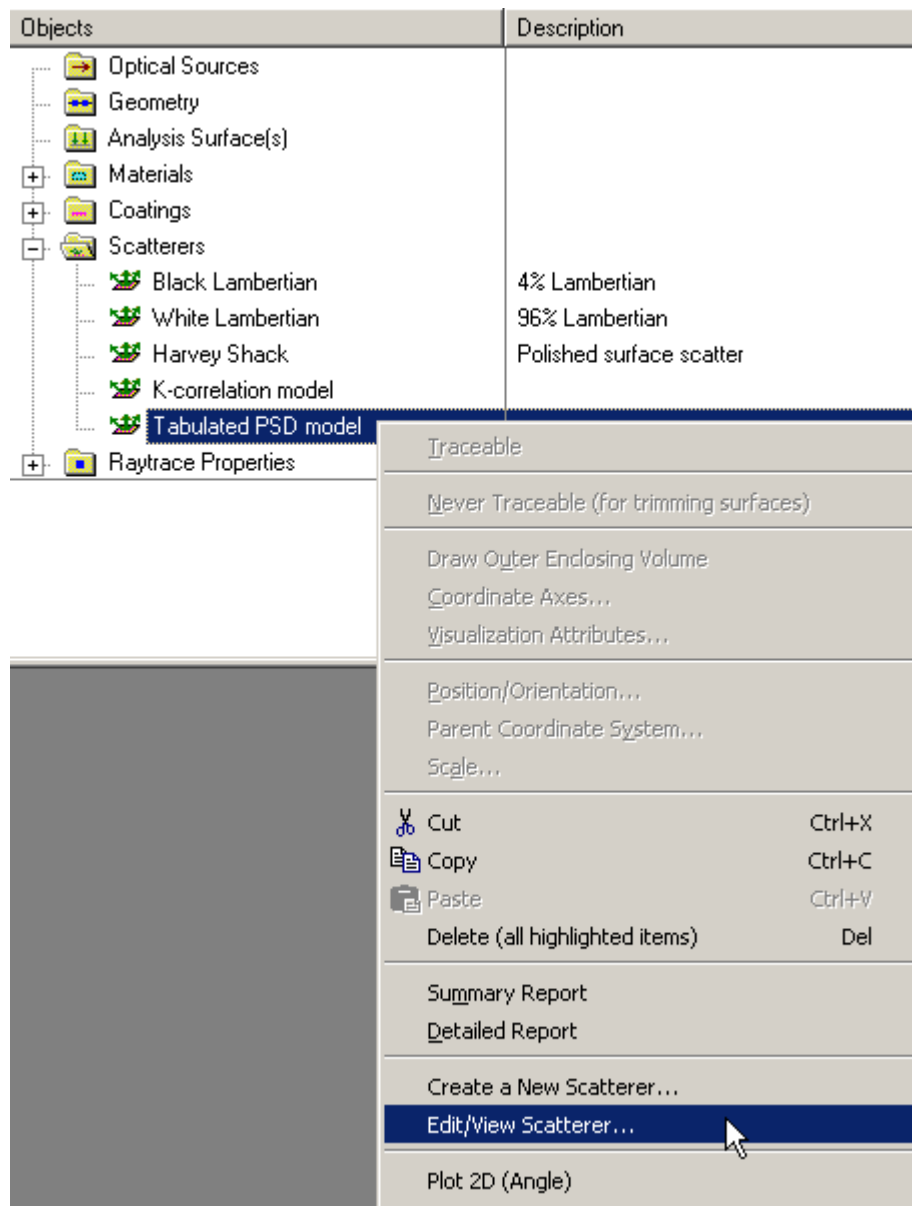 Objects Description
Optical Sources
Geometry
Analysis Surface(s)
Materials
Coatings
Scatterers
Black Lambertian 4% Lambertian
White Lambertian 96% Lambertian
Harvey Shack Polished surface scatter
K-correlation model
Tabulated PSD model
Raytrace Properties
Traceable
Never Traceable (for trimming surfaces)
Draw Outer Enclosing Volume
Coordinate Axes...
Visualization Attributes...
Position/Orientation...
Parent Coordinate System...
Scale...
Cut Ctrl+X
Copy Ctrl+C
Paste Ctrl+V
Delete (all highlighted items) Del
Summary Report
Detailed Report
Create a New Scatterer...
Edit/View Scatterer...
Plot 2D (Angle)